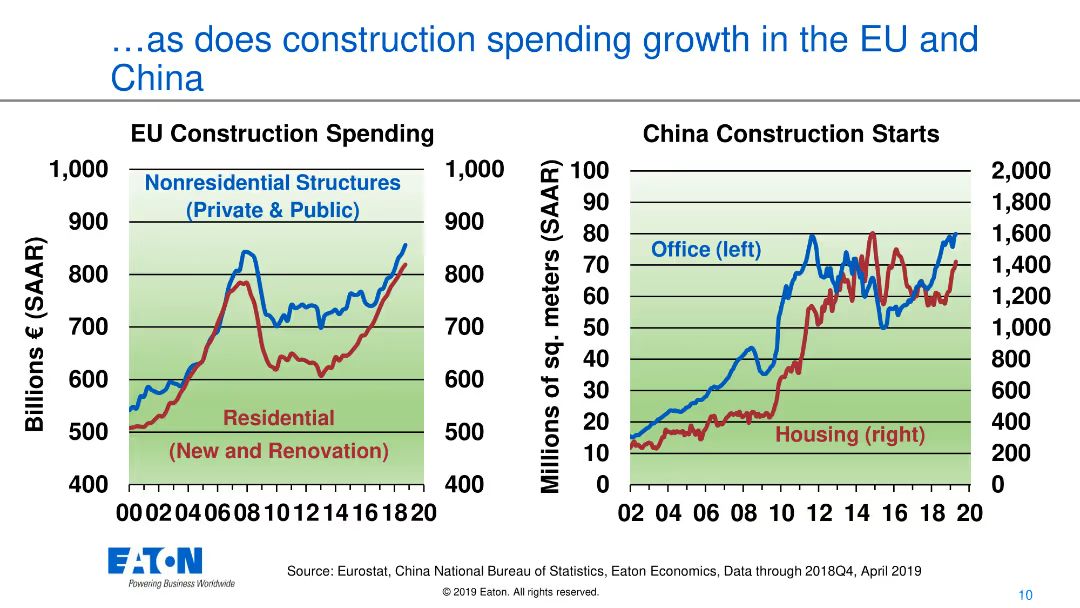 …as does construction spending growth in the EU and
China
EU Construction Spending
Billions € (SAAR)
1,000
900
800
700
600
500
400
Nonresidential Structures
(Private & Public)
Residential
(New and Renovation)
1,000
900
800
700
600
500
400
00 02 04 06 08 10 12 14 16 18 20
China Construction Starts
Millions of sq. meters (SAAR)
100
90
80
70
60
50
40
30
20
10
0
Office (left)
Housing (right)
2,000
1,800
1,600
1,400
1,200
1,000
800
600
400
200
0
02 04 06 08 10 12 14 16 18 20
EATON
Powering Business Worldwide
Source: Eurostat, China National Bureau of Statistics, Eaton Economics, Data through 2018Q4, April 2019
© 2019 Eaton. All rights reserved.
10